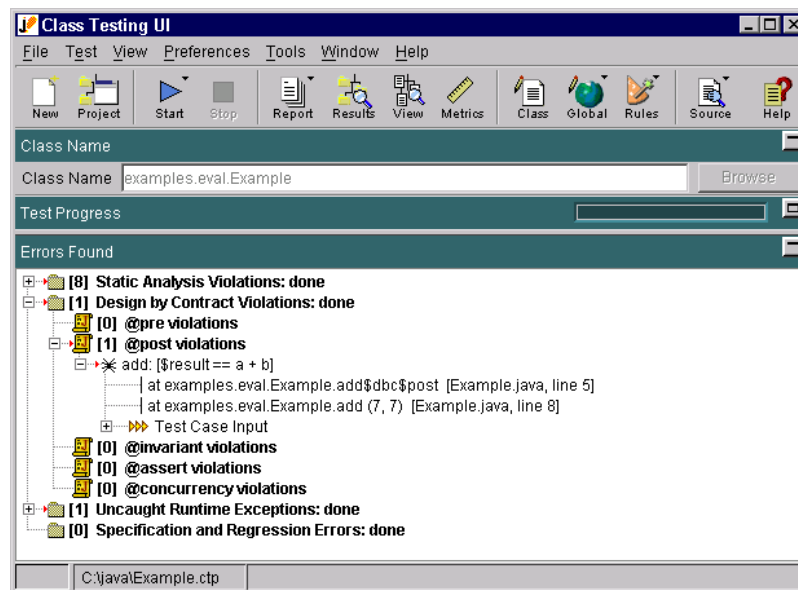 Class Testing UI
File Test View Preferences Tools Window Help
New Project Start Stop Report Results View Metrics Class Global Rules Source Help
Class Name
Class Name examples.eval.Example Browse
Test Progress
Errors Found
[8] Static Analysis Violations: done
[1] Design by Contract Violations: done
[0] @pre violations
[1] @post violations
add: [$result == a + b]
at examples.eval.Example.add$dbc$post [Example.java, line 5]
at examples.eval.Example.add (7, 7) [Example.java, line 8]
Test Case Input
[0] @invariant violations
[0] @assert violations
[0] @concurrency violations
[1] Uncaught Runtime Exceptions: done
[0] Specification and Regression Errors: done
C:\java\Example.ctp